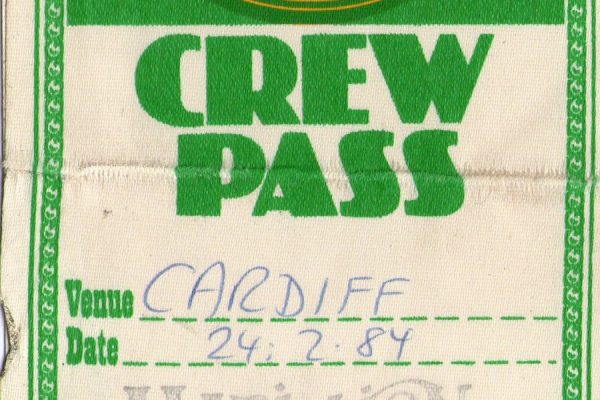 CREW
PASS
Venue CARDIFF
Date 24.2.84